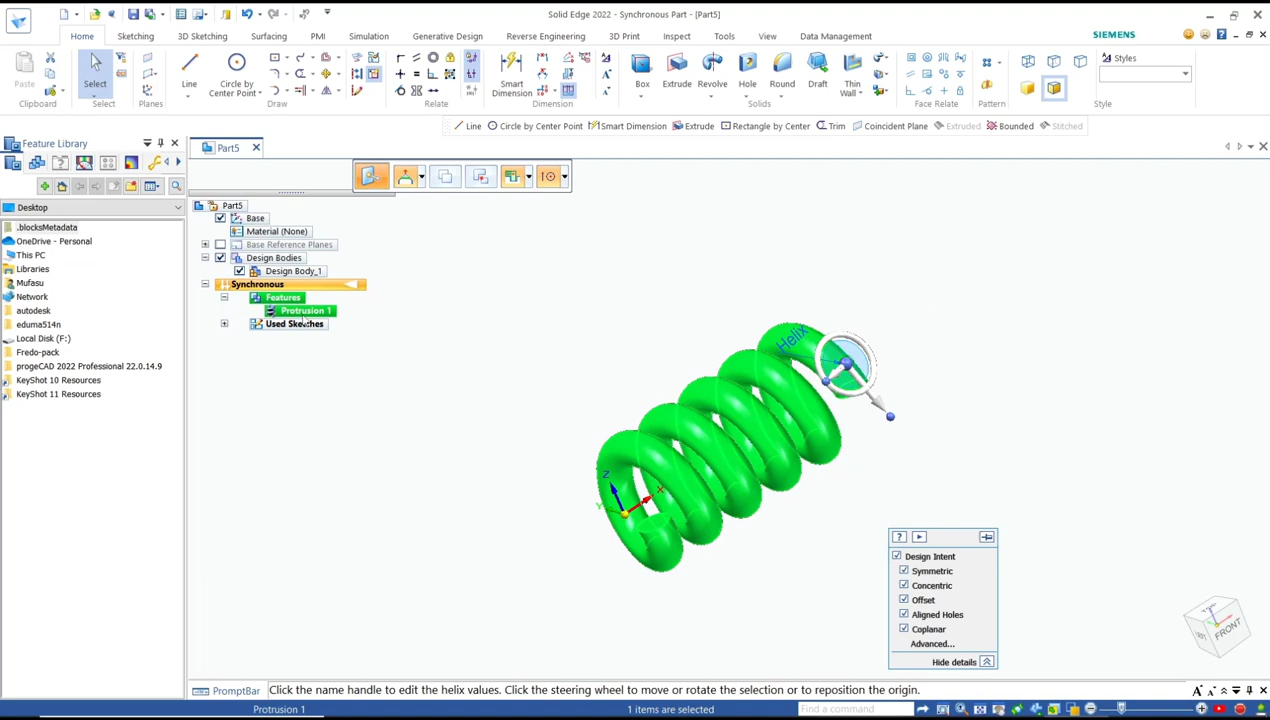 Solid Edge 2022 - Synchronous Part - [Part5]
Home
Sketching
3D Sketching
Surfacing
PMI
Simulation
Generative Design
Reverse Engineering
3D Print
Inspect
Tools
View
Data Management
SIEMENS
Paste
Select
Line
Circle by
Center Point
Smart
Dimension
Box
Extrude
Revolve
Hole
Round
Draft
Thin
Wall
Styles
Clipboard
Select
Planes
Draw
Relate
Dimension
Solids
Face Relate
Pattern
Style
Line
Circle by Center Point
Smart Dimension
Extrude
Rectangle by Center
Trim
Coincident Plane
Extruded
Bounded
Stitched
Feature Library
Part5
Desktop
.blocksMetadata
OneDrive - Personal
This PC
Libraries
Mufasu
Network
autodesk
eduma514n
Local Disk (F:)
Fredo-pack
progeCAD 2022 Professional 22.0.14.9
KeyShot 10 Resources
KeyShot 11 Resources
Part5
Base
Material (None)
Base Reference Planes
Design Bodies
Design Body_1
Synchronous
Features
Protrusion 1
Used Sketches
Helix
Z
X
Y
Design Intent
Symmetric
Concentric
Offset
Aligned Holes
Coplanar
Advanced...
Hide details
FRONT
PromptBar
Click the name handle to edit the helix values. Click the steering wheel to move or rotate the selection or to reposition the origin.
Protrusion 1
1 items are selected
Find a command